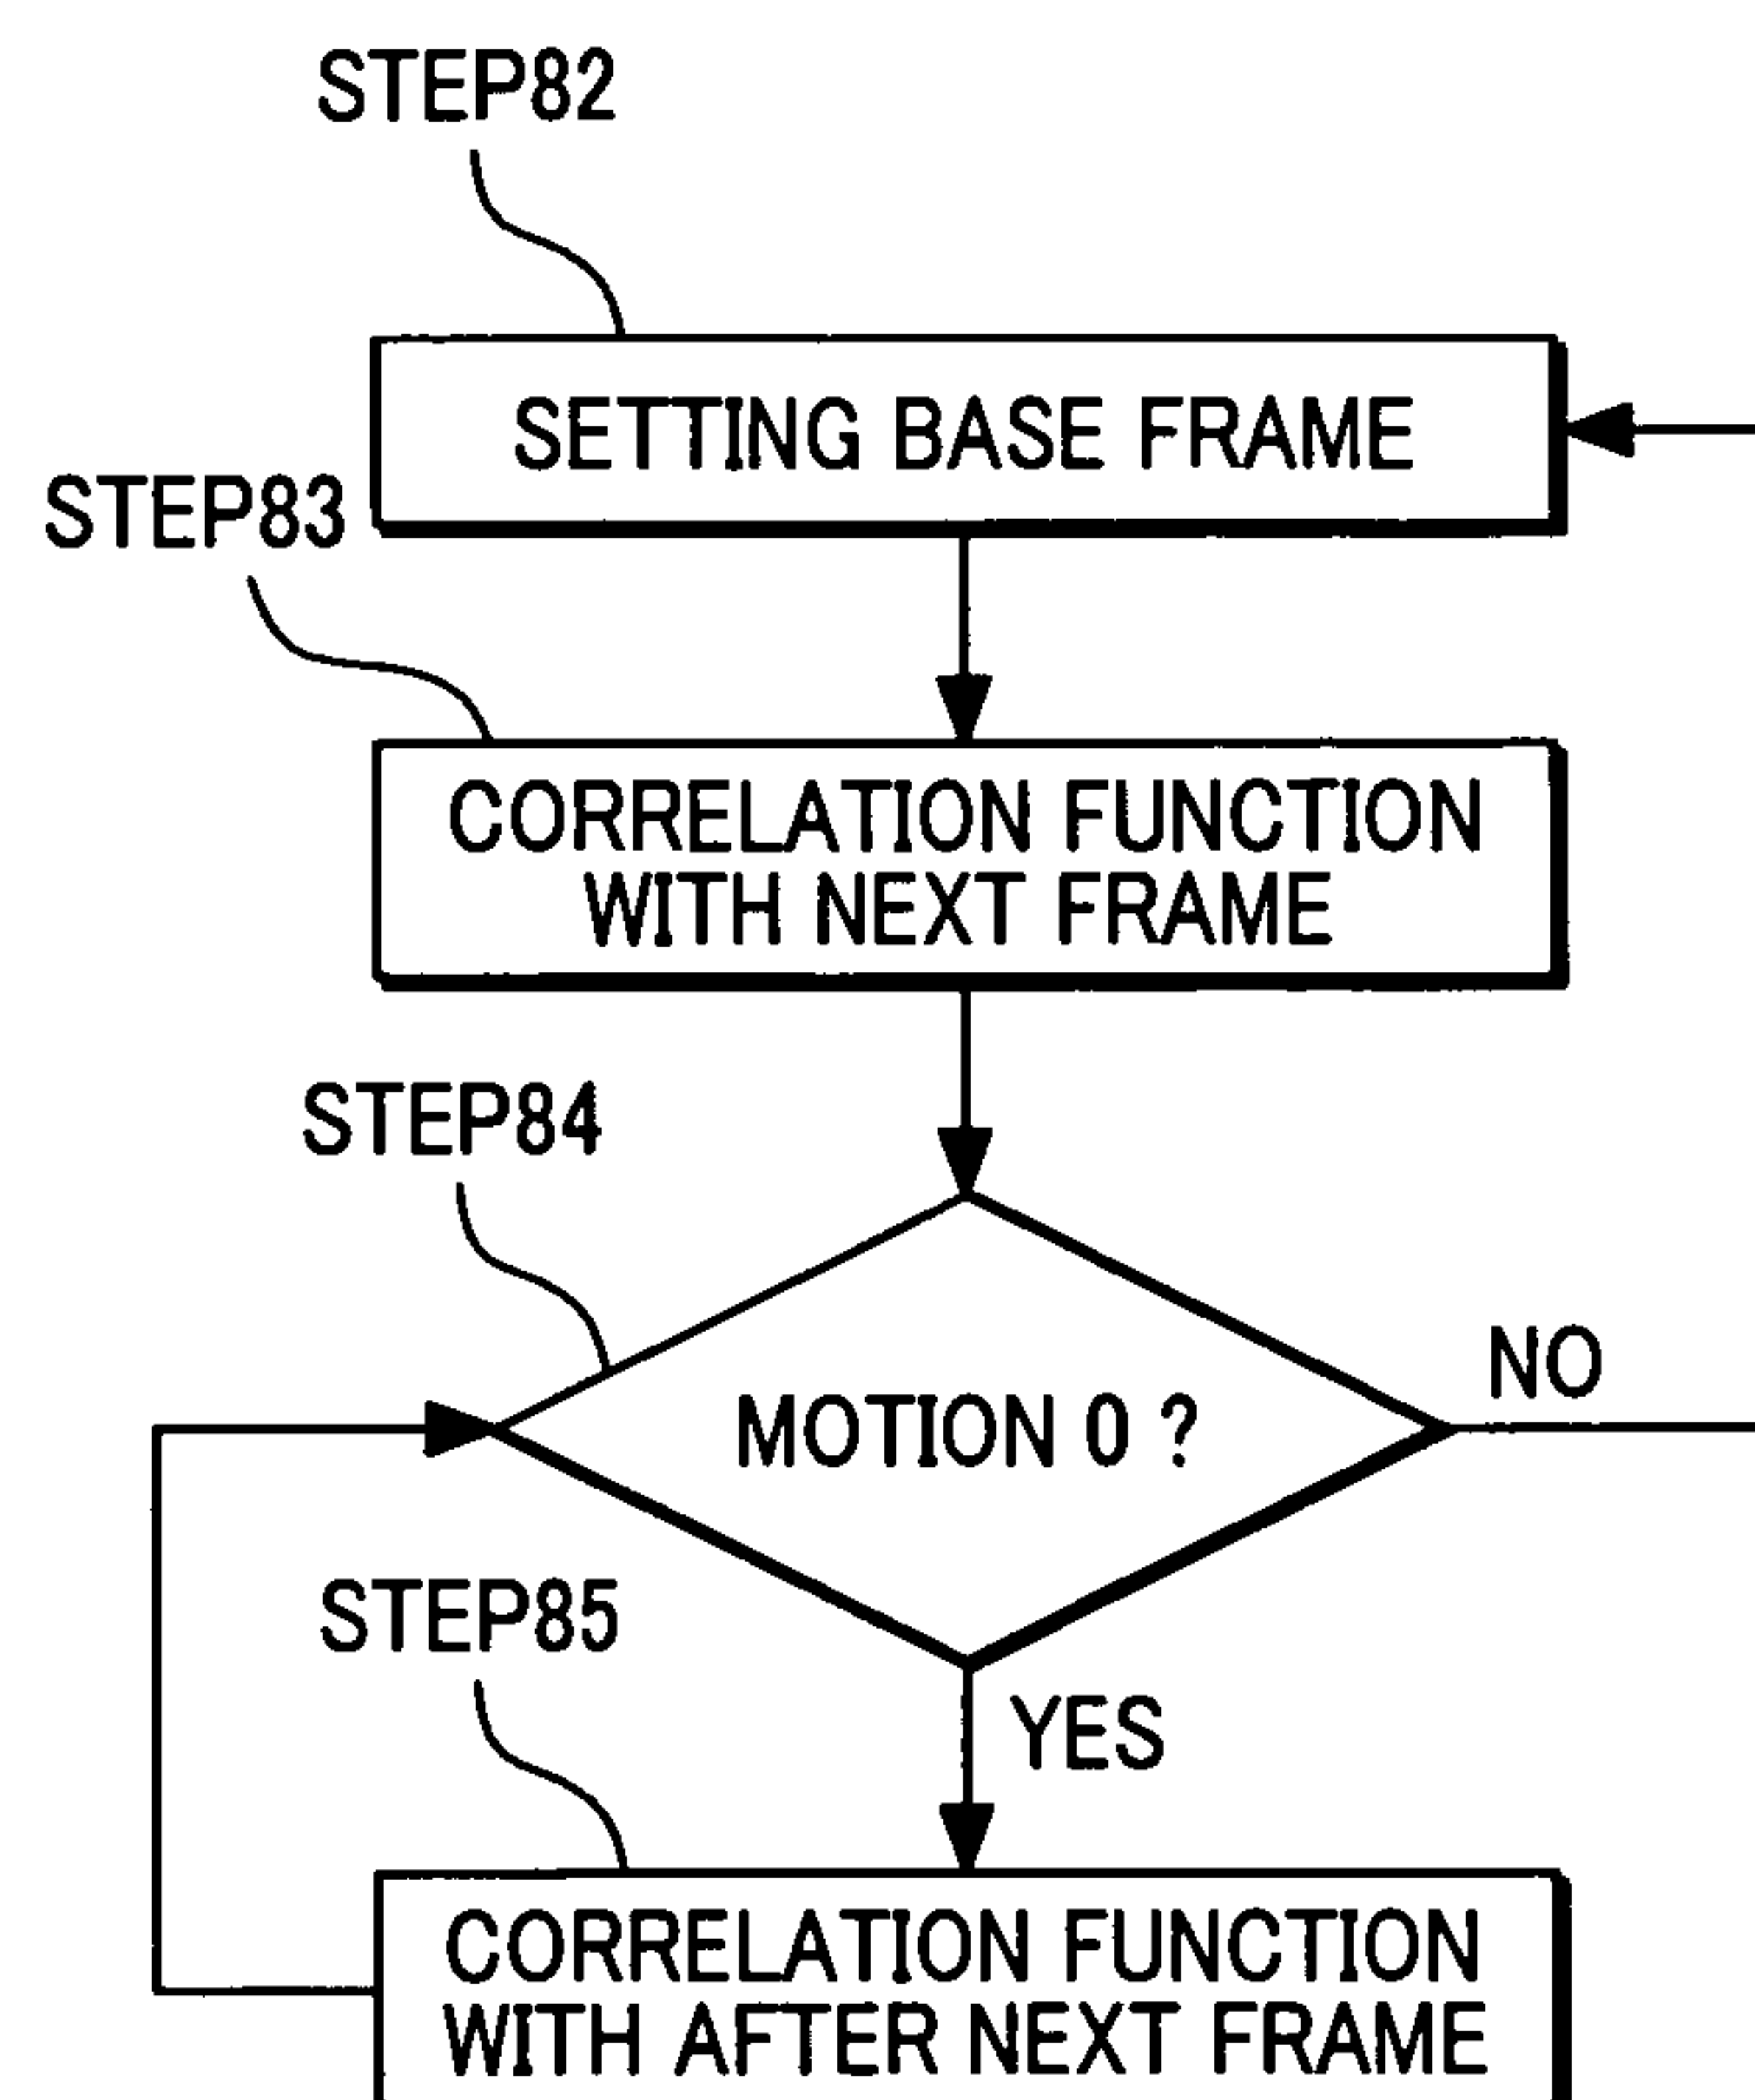 STEP82
SETTING BASE FRAME
STEP83
CORRELATION FUNCTION
WITH NEXT FRAME
STEP84
MOTION 0 ?
NO
STEP85
YES
CORRELATION FUNCTION
WITH AFTER NEXT FRAME